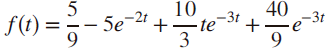 f(t) = 5/9 − 5e^{−2t} + 10/3 te^{−3t} + 40/9 e^{−3t}